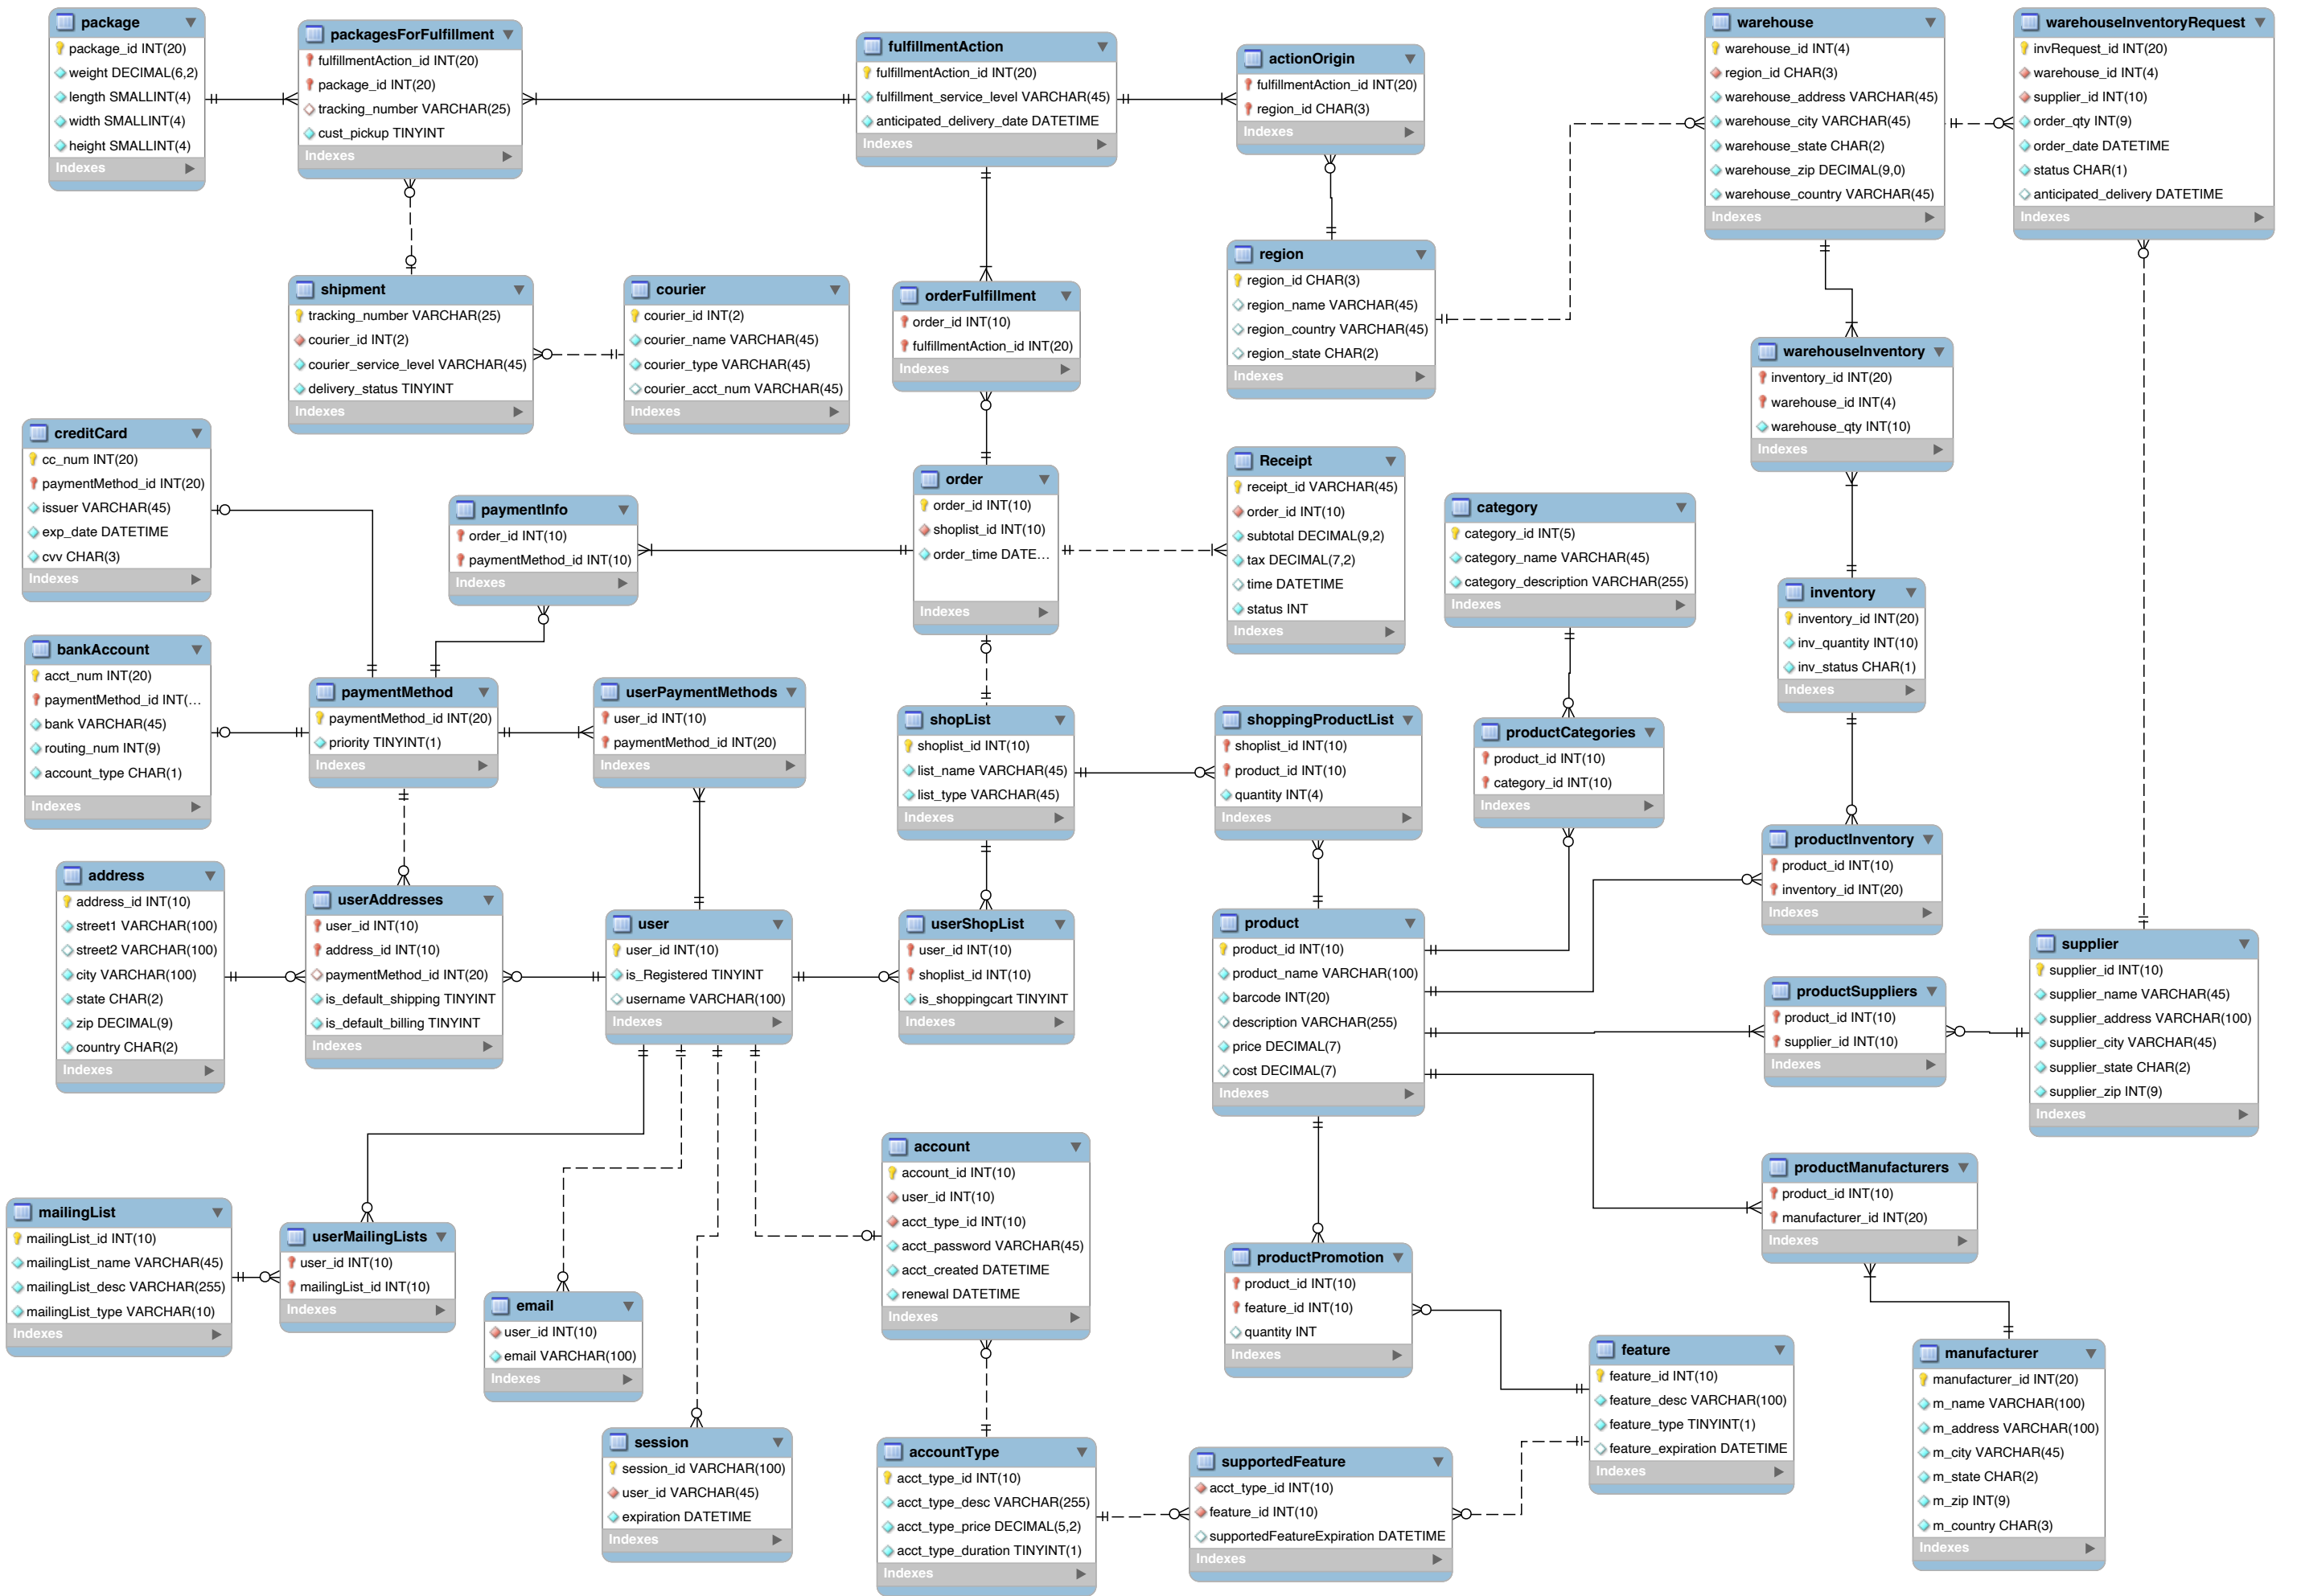 package
package_id INT(20)
weight DECIMAL(6,2)
length SMALLINT(4)
width SMALLINT(4)
height SMALLINT(4)
Indexes
packagesForFulfillment
fulfillmentAction_id INT(20)
package_id INT(20)
tracking_number VARCHAR(25)
cust_pickup TINYINT
Indexes
fulfillmentAction
fulfillmentAction_id INT(20)
fulfillment_service_level VARCHAR(45)
anticipated_delivery_date DATETIME
Indexes
actionOrigin
fulfillmentAction_id INT(20)
region_id CHAR(3)
Indexes
warehouse
warehouse_id INT(4)
region_id CHAR(3)
warehouse_address VARCHAR(45)
warehouse_city VARCHAR(45)
warehouse_state CHAR(2)
warehouse_zip DECIMAL(9,0)
warehouse_country VARCHAR(45)
Indexes
warehouseInventoryRequest
invRequest_id INT(20)
warehouse_id INT(4)
supplier_id INT(10)
order_qty INT(9)
order_date DATETIME
status CHAR(1)
anticipated_delivery DATETIME
Indexes
shipment
tracking_number VARCHAR(25)
courier_id INT(2)
courier_service_level VARCHAR(45)
delivery_status TINYINT
Indexes
courier
courier_id INT(2)
courier_name VARCHAR(45)
courier_type VARCHAR(45)
courier_acct_num VARCHAR(45)
Indexes
orderFulfillment
order_id INT(10)
fulfillmentAction_id INT(20)
Indexes
region
region_id CHAR(3)
region_name VARCHAR(45)
region_country VARCHAR(45)
region_state CHAR(2)
Indexes
warehouseInventory
inventory_id INT(20)
warehouse_id INT(4)
warehouse_qty INT(10)
Indexes
creditCard
cc_num INT(20)
paymentMethod_id INT(20)
issuer VARCHAR(45)
exp_date DATETIME
cvv CHAR(3)
Indexes
paymentInfo
order_id INT(10)
paymentMethod_id INT(10)
Indexes
order
order_id INT(10)
shoplist_id INT(10)
order_time DATE...
Indexes
Receipt
receipt_id VARCHAR(45)
order_id INT(10)
subtotal DECIMAL(9,2)
tax DECIMAL(7,2)
time DATETIME
status INT
Indexes
category
category_id INT(5)
category_name VARCHAR(45)
category_description VARCHAR(255)
Indexes
inventory
inventory_id INT(20)
inv_quantity INT(10)
inv_status CHAR(1)
Indexes
bankAccount
acct_num INT(20)
paymentMethod_id INT(...
bank VARCHAR(45)
routing_num INT(9)
account_type CHAR(1)
Indexes
paymentMethod
paymentMethod_id INT(20)
priority TINYINT(1)
Indexes
userPaymentMethods
user_id INT(10)
paymentMethod_id INT(20)
Indexes
shopList
shoplist_id INT(10)
list_name VARCHAR(45)
list_type VARCHAR(45)
Indexes
shoppingProductList
shoplist_id INT(10)
product_id INT(10)
quantity INT(4)
Indexes
productCategories
product_id INT(10)
category_id INT(10)
Indexes
productInventory
product_id INT(10)
inventory_id INT(20)
Indexes
address
address_id INT(10)
street1 VARCHAR(100)
street2 VARCHAR(100)
city VARCHAR(100)
state CHAR(2)
zip DECIMAL(9)
country CHAR(2)
Indexes
userAddresses
user_id INT(10)
address_id INT(10)
paymentMethod_id INT(20)
is_default_shipping TINYINT
is_default_billing TINYINT
Indexes
user
user_id INT(10)
is_Registered TINYINT
username VARCHAR(100)
Indexes
userShopList
user_id INT(10)
shoplist_id INT(10)
is_shoppingcart TINYINT
Indexes
product
product_id INT(10)
product_name VARCHAR(100)
barcode INT(20)
description VARCHAR(255)
price DECIMAL(7)
cost DECIMAL(7)
Indexes
productSuppliers
product_id INT(10)
supplier_id INT(10)
Indexes
supplier
supplier_id INT(10)
supplier_name VARCHAR(45)
supplier_address VARCHAR(100)
supplier_city VARCHAR(45)
supplier_state CHAR(2)
supplier_zip INT(9)
Indexes
account
account_id INT(10)
user_id INT(10)
acct_type_id INT(10)
acct_password VARCHAR(45)
acct_created DATETIME
renewal DATETIME
Indexes
productManufacturers
product_id INT(10)
manufacturer_id INT(20)
Indexes
mailingList
mailingList_id INT(10)
mailingList_name VARCHAR(45)
mailingList_desc VARCHAR(255)
mailingList_type VARCHAR(10)
Indexes
userMailingLists
user_id INT(10)
mailingList_id INT(10)
Indexes
email
user_id INT(10)
email VARCHAR(100)
Indexes
productPromotion
product_id INT(10)
feature_id INT(10)
quantity INT
Indexes
feature
feature_id INT(10)
feature_desc VARCHAR(100)
feature_type TINYINT(1)
feature_expiration DATETIME
Indexes
manufacturer
manufacturer_id INT(20)
m_name VARCHAR(100)
m_address VARCHAR(100)
m_city VARCHAR(45)
m_state CHAR(2)
m_zip INT(9)
m_country CHAR(3)
Indexes
session
session_id VARCHAR(100)
user_id VARCHAR(45)
expiration DATETIME
Indexes
accountType
acct_type_id INT(10)
acct_type_desc VARCHAR(255)
acct_type_price DECIMAL(5,2)
acct_type_duration TINYINT(1)
Indexes
supportedFeature
acct_type_id INT(10)
feature_id INT(10)
supportedFeatureExpiration DATETIME
Indexes